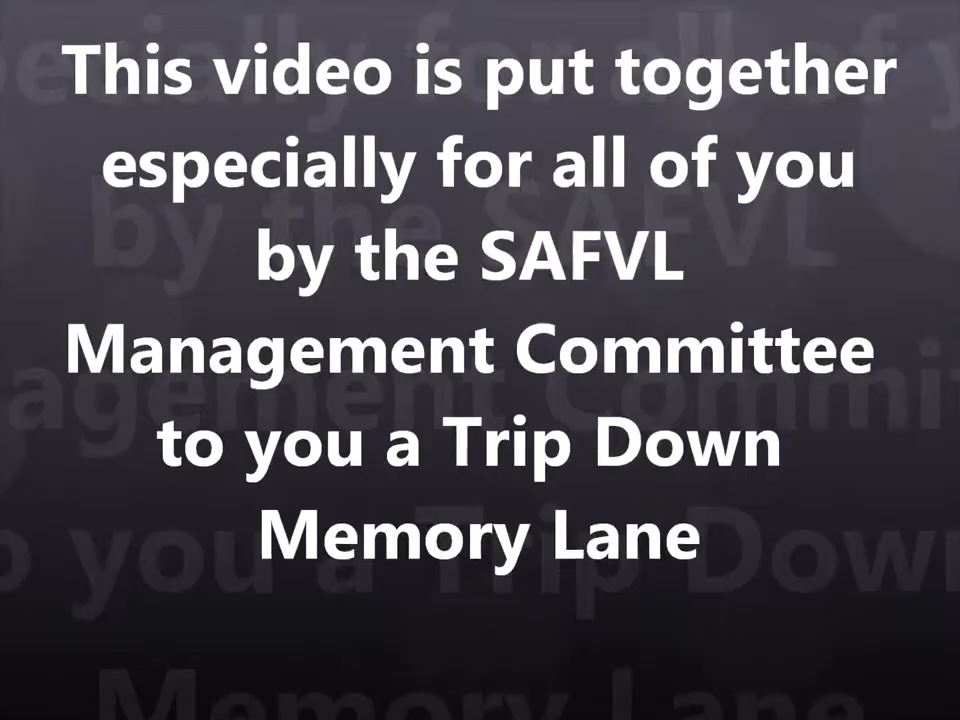 This video is put together
especially for all of you
by the SAFVL
Management Committee
to you a Trip Down
Memory Lane